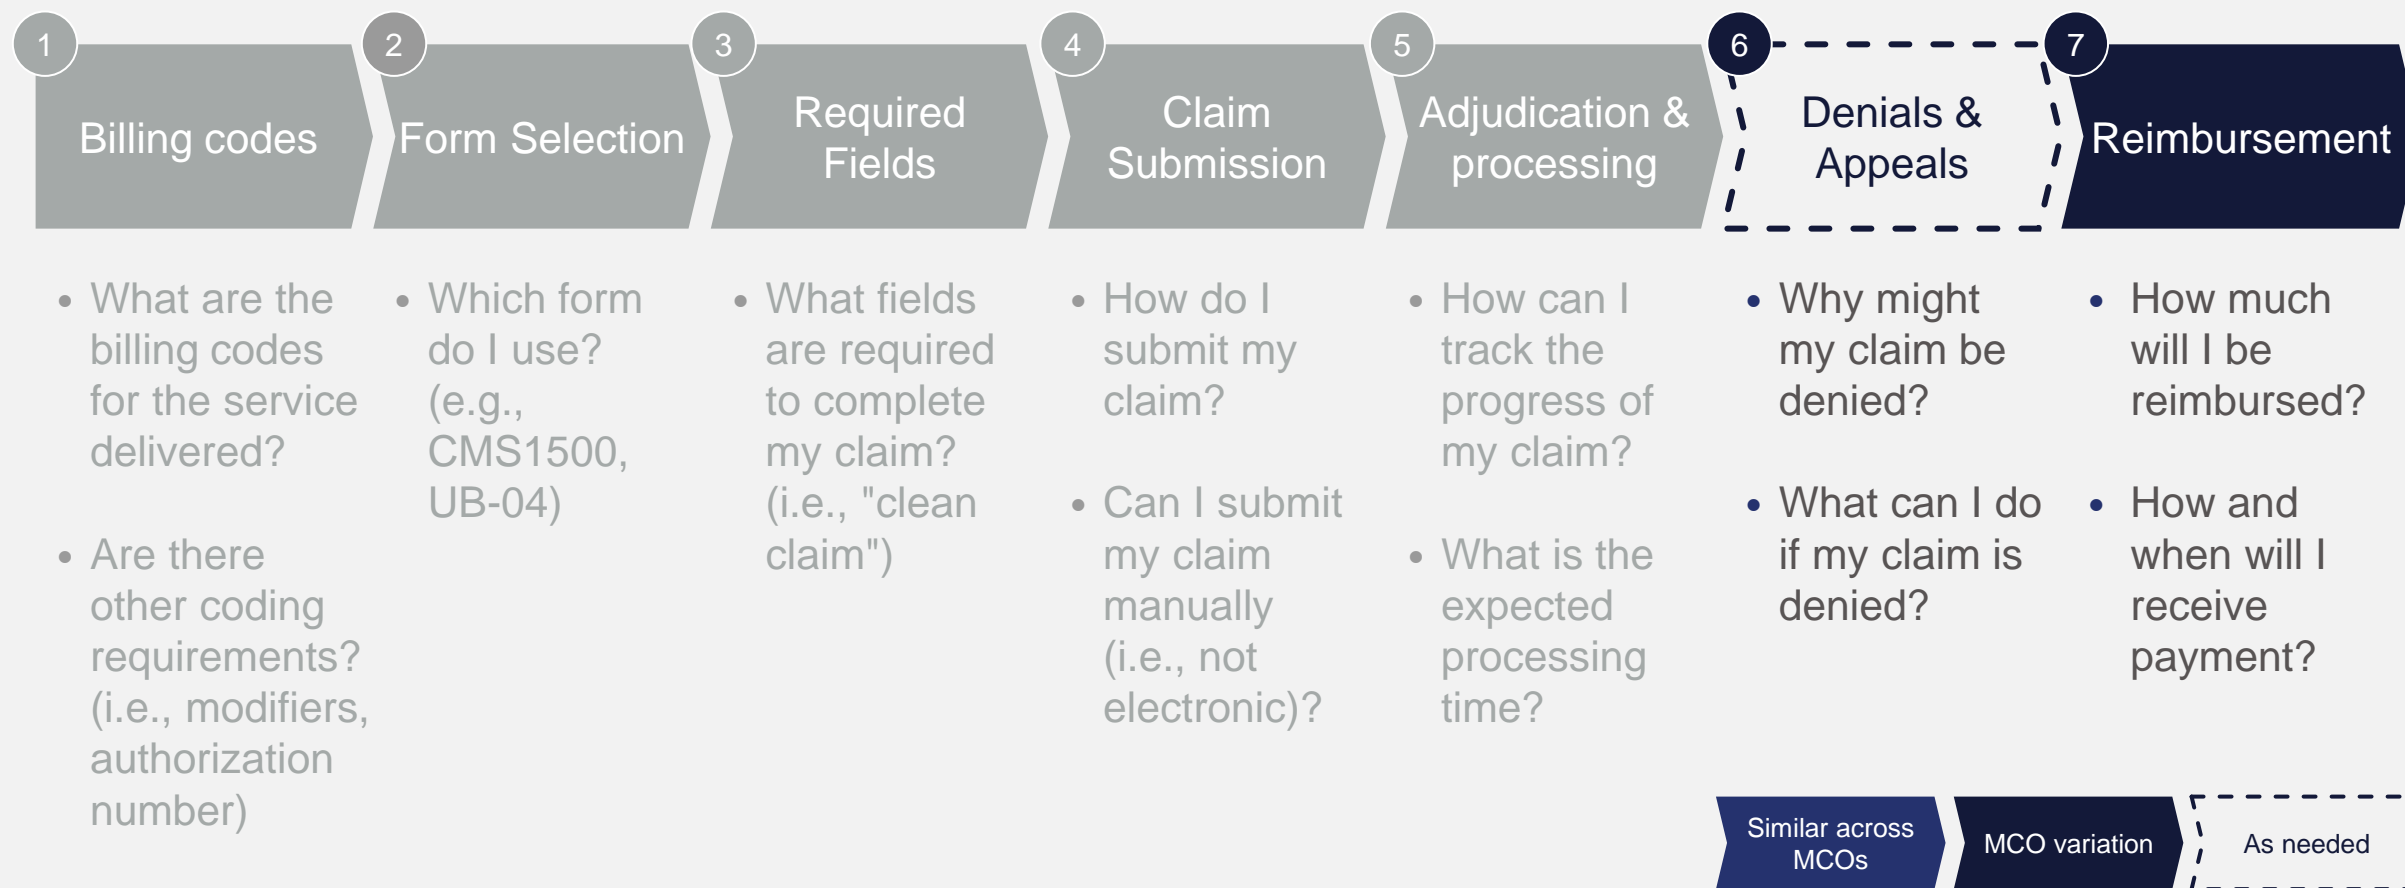 1
Billing codes
2
Form Selection
3
Required
Fields
4
Claim
Submission
5
Adjudication &
processing
6
Denials &
Appeals
7
Reimbursement
• What are the
billing codes
for the service
delivered?
• Are there
other coding
requirements?
(i.e., modifiers,
authorization
number)
• Which form
do I use?
(e.g.,
CMS1500,
UB-04)
• What fields
are required
to complete
my claim?
(i.e., "clean
claim")
• How do I
submit my
claim?
• Can I submit
my claim
manually
(i.e., not
electronic)?
• How can I
track the
progress of
my claim?
• What is the
expected
processing
time?
• Why might
my claim be
denied?
• What can I do
if my claim is
denied?
• How much
will I be
reimbursed?
• How and
when will I
receive
payment?
Similar across
MCOs
MCO variation
As needed